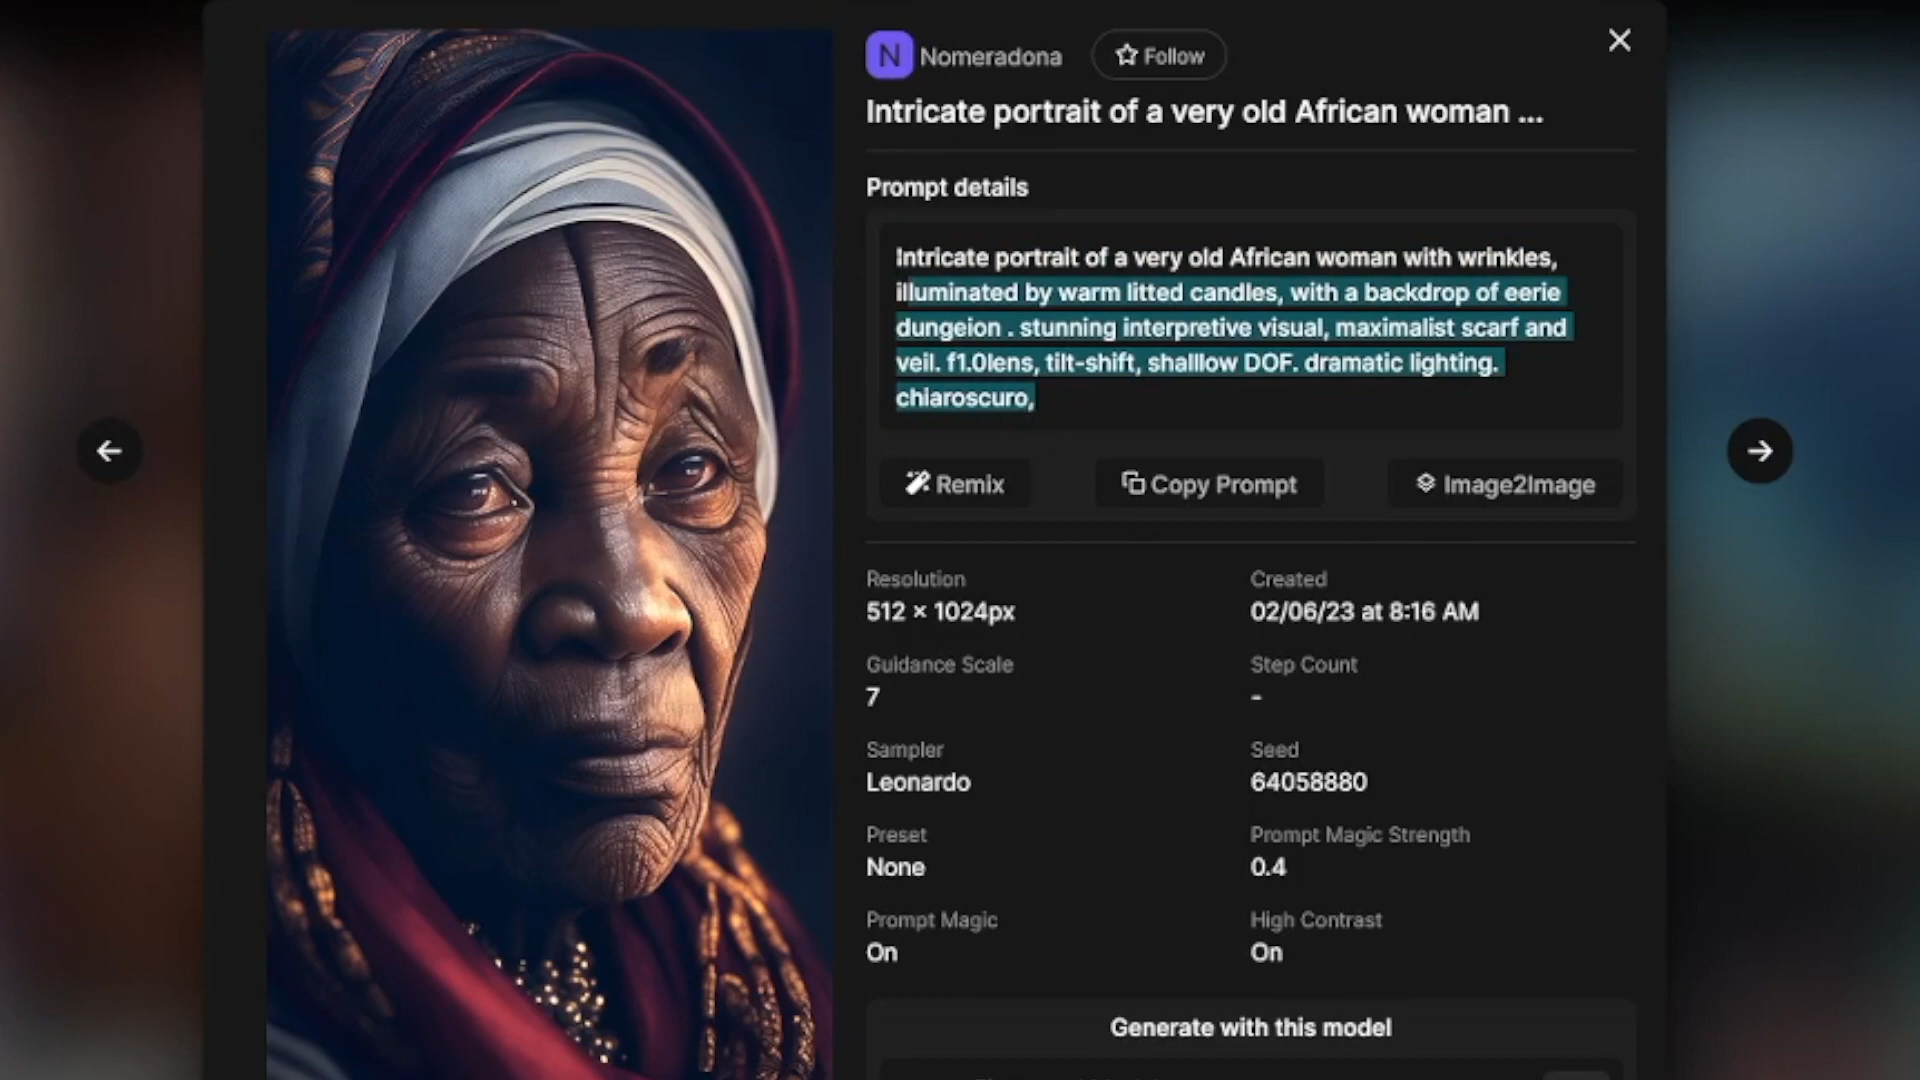 N Nomeradona Follow
Intricate portrait of a very old African woman ...
Prompt details
Intricate portrait of a very old African woman with wrinkles,
illuminated by warm litted candles, with a backdrop of eerie
dungeion . stunning interpretive visual, maximalist scarf and
veil. f1.0lens, tilt-shift, shalllow DOF. dramatic lighting.
chiaroscuro,
Remix Copy Prompt Image2Image
Resolution Created
512 × 1024px 02/06/23 at 8:16 AM
Guidance Scale Step Count
7 -
Sampler Seed
Leonardo 64058880
Preset Prompt Magic Strength
None 0.4
Prompt Magic High Contrast
On On
Generate with this model